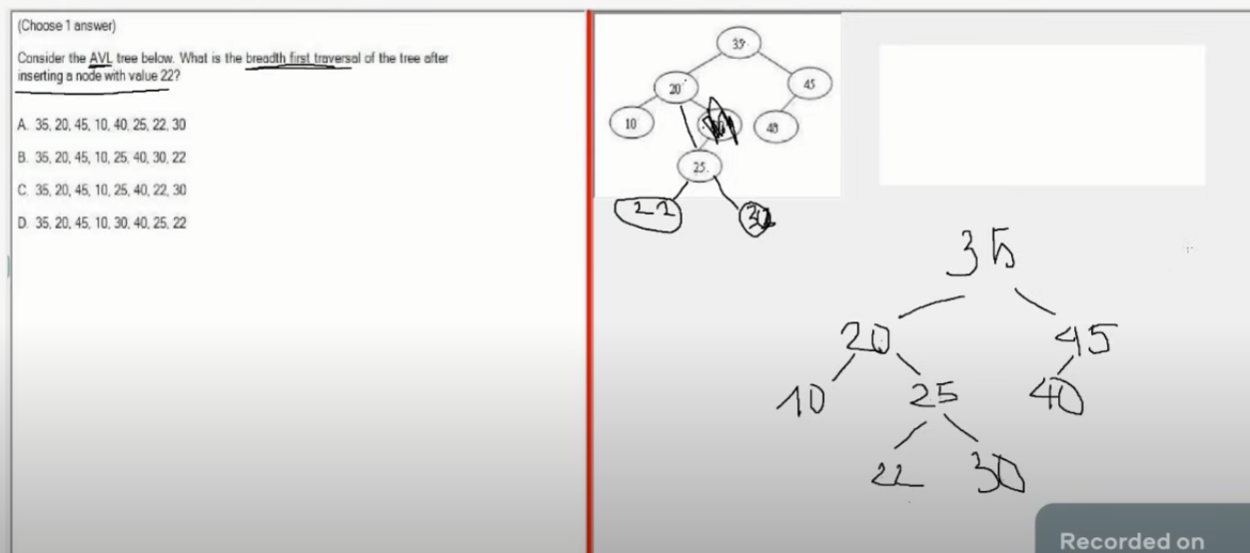 (Choose 1 answer)
Consider the AVL tree below. What is the breadth first traversal of the tree after
inserting a node with value 22?
A. 35, 20, 45, 10, 40, 25, 22, 30
B. 35, 20, 45, 10, 25, 40, 30, 22
C. 35, 20, 45, 10, 25, 40, 22, 30
D. 35, 20, 45, 10, 30, 40, 25, 22
35
20
45
10
40
25
22
30
35
20
45
10
25
40
22
30
Recorded on